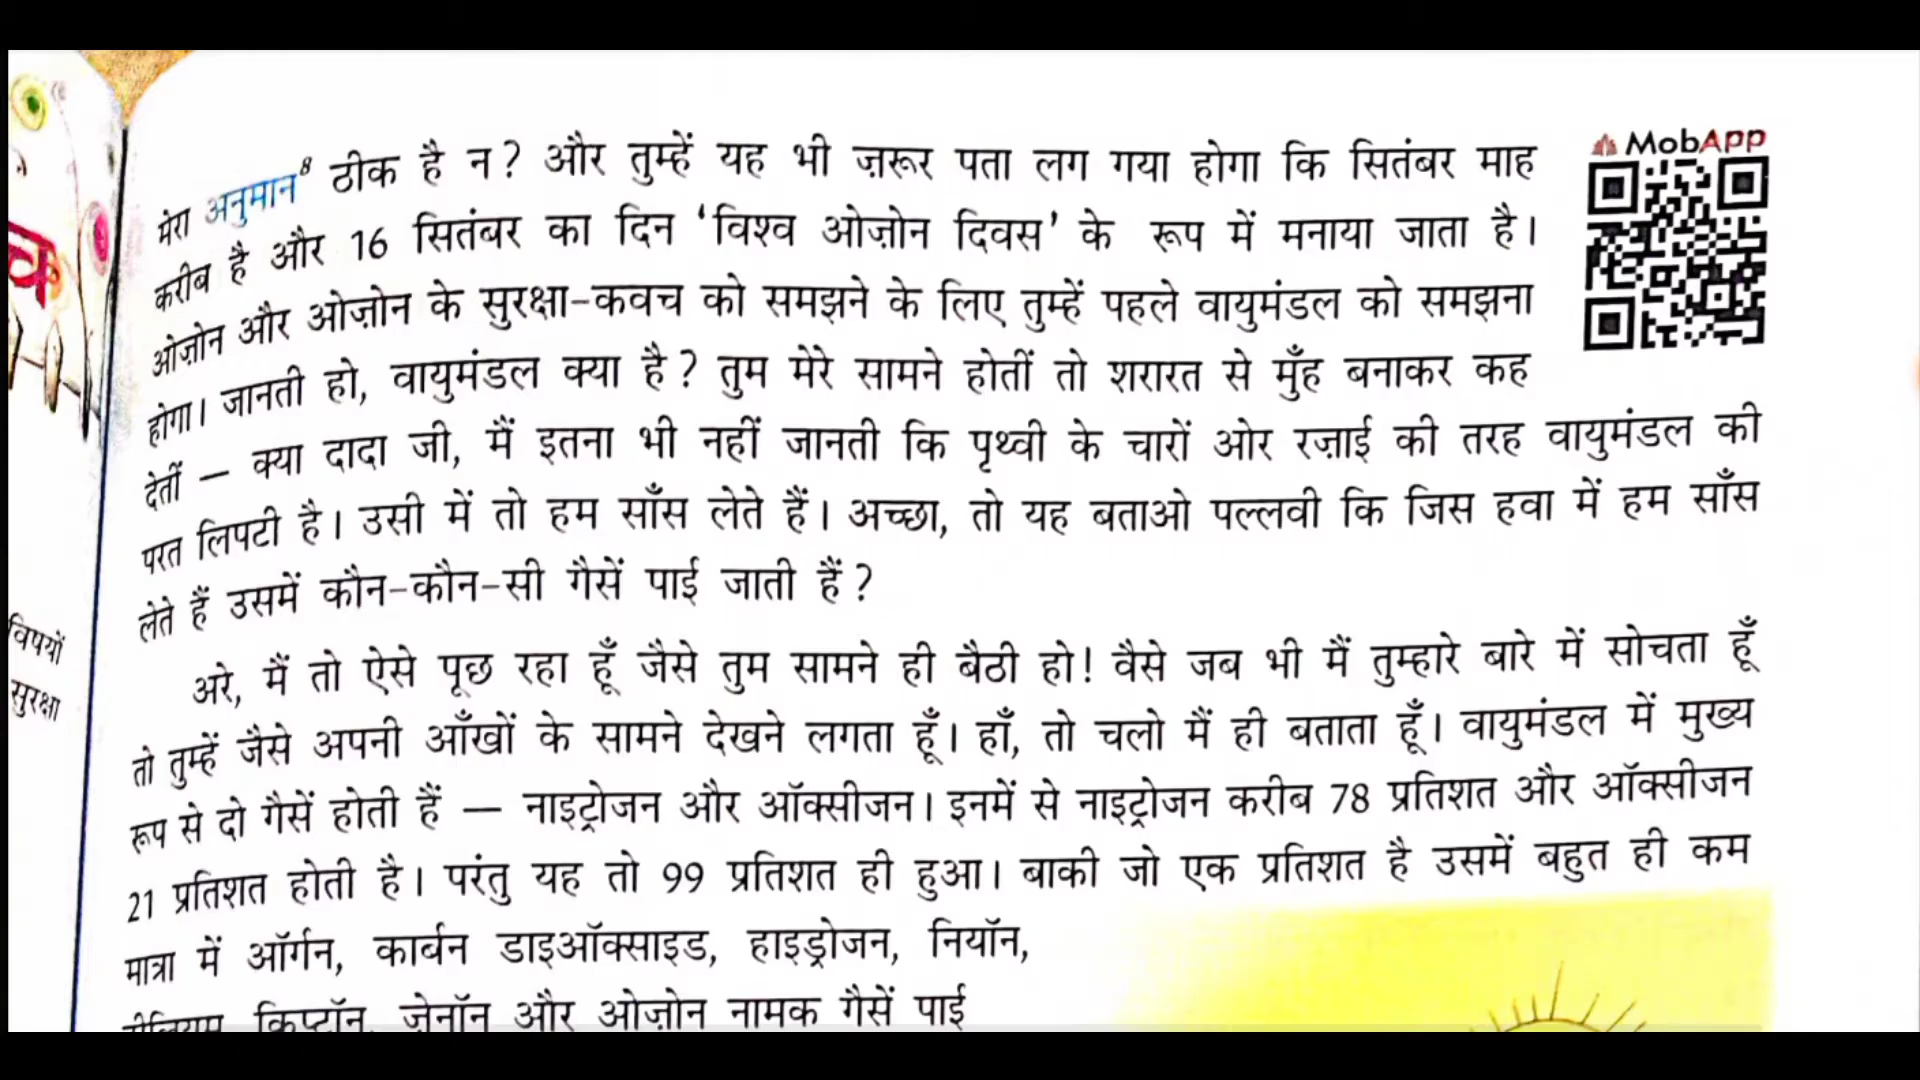 MobApp
मेरा अनुमान⁸ ठीक है न? और तुम्हें यह भी ज़रूर पता लग गया होगा कि सितंबर माह
करीब है और 16 सितंबर का दिन ‘विश्व ओज़ोन दिवस’ के रूप में मनाया जाता है।
ओज़ोन और ओज़ोन के सुरक्षा-कवच को समझने के लिए तुम्हें पहले वायुमंडल को समझना
होगा। जानती हो, वायुमंडल क्या है? तुम मेरे सामने होतीं तो शरारत से मुँह बनाकर कह
देतीं — क्या दादा जी, मैं इतना भी नहीं जानती कि पृथ्वी के चारों ओर रज़ाई की तरह वायुमंडल की
परत लिपटी है। उसी में तो हम साँस लेते हैं। अच्छा, तो यह बताओ पल्लवी कि जिस हवा में हम साँस
लेते हैं उसमें कौन-कौन-सी गैसें पाई जाती हैं?
अरे, मैं तो ऐसे पूछ रहा हूँ जैसे तुम सामने ही बैठी हो! वैसे जब भी मैं तुम्हारे बारे में सोचता हूँ
तो तुम्हें जैसे अपनी आँखों के सामने देखने लगता हूँ। हाँ, तो चलो मैं ही बताता हूँ। वायुमंडल में मुख्य
रूप से दो गैसें होती हैं — नाइट्रोजन और ऑक्सीजन। इनमें से नाइट्रोजन करीब 78 प्रतिशत और ऑक्सीजन
21 प्रतिशत होती है। परंतु यह तो 99 प्रतिशत ही हुआ। बाकी जो एक प्रतिशत है उसमें बहुत ही कम
मात्रा में ऑर्गन, कार्बन डाइऑक्साइड, हाइड्रोजन, नियॉन,
क्रिप्टॉन, ज़ेनॉन और ओज़ोन नामक गैसें पाई
विषयों
सुरक्षा